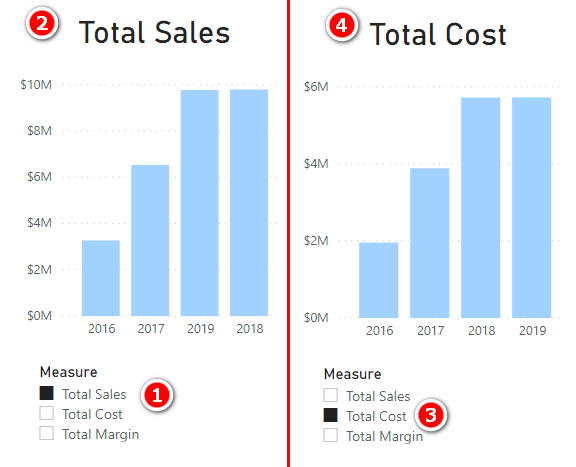 2
Total Sales
$10M
$8M
$6M
$4M
$2M
$0M
2016 2017 2019 2018
Measure
Total Sales
1
Total Cost
Total Margin
4
Total Cost
$6M
$4M
$2M
$0M
2016 2017 2018 2019
Measure
Total Sales
Total Cost
3
Total Margin